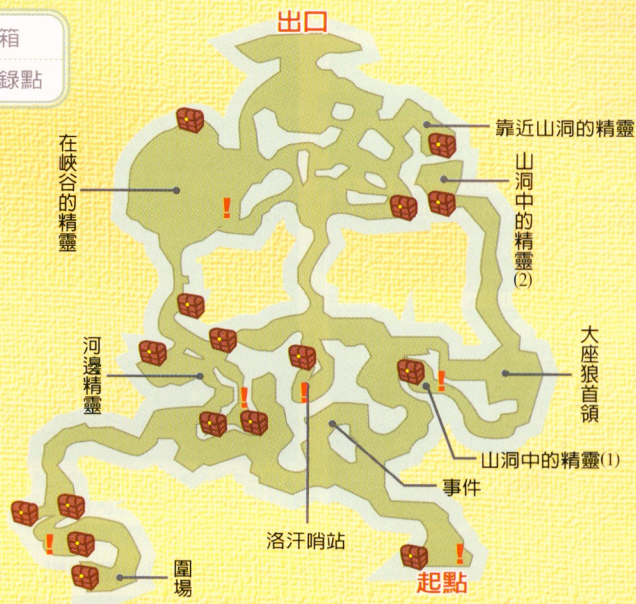 出口
箱
錄點
靠近山洞的精靈
山洞中的精靈(2)
在峽谷的精靈
!
大座狼首領
河邊精靈
!
!
!
山洞中的精靈(1)
事件
洛汗哨站
!
!
圍場
起點